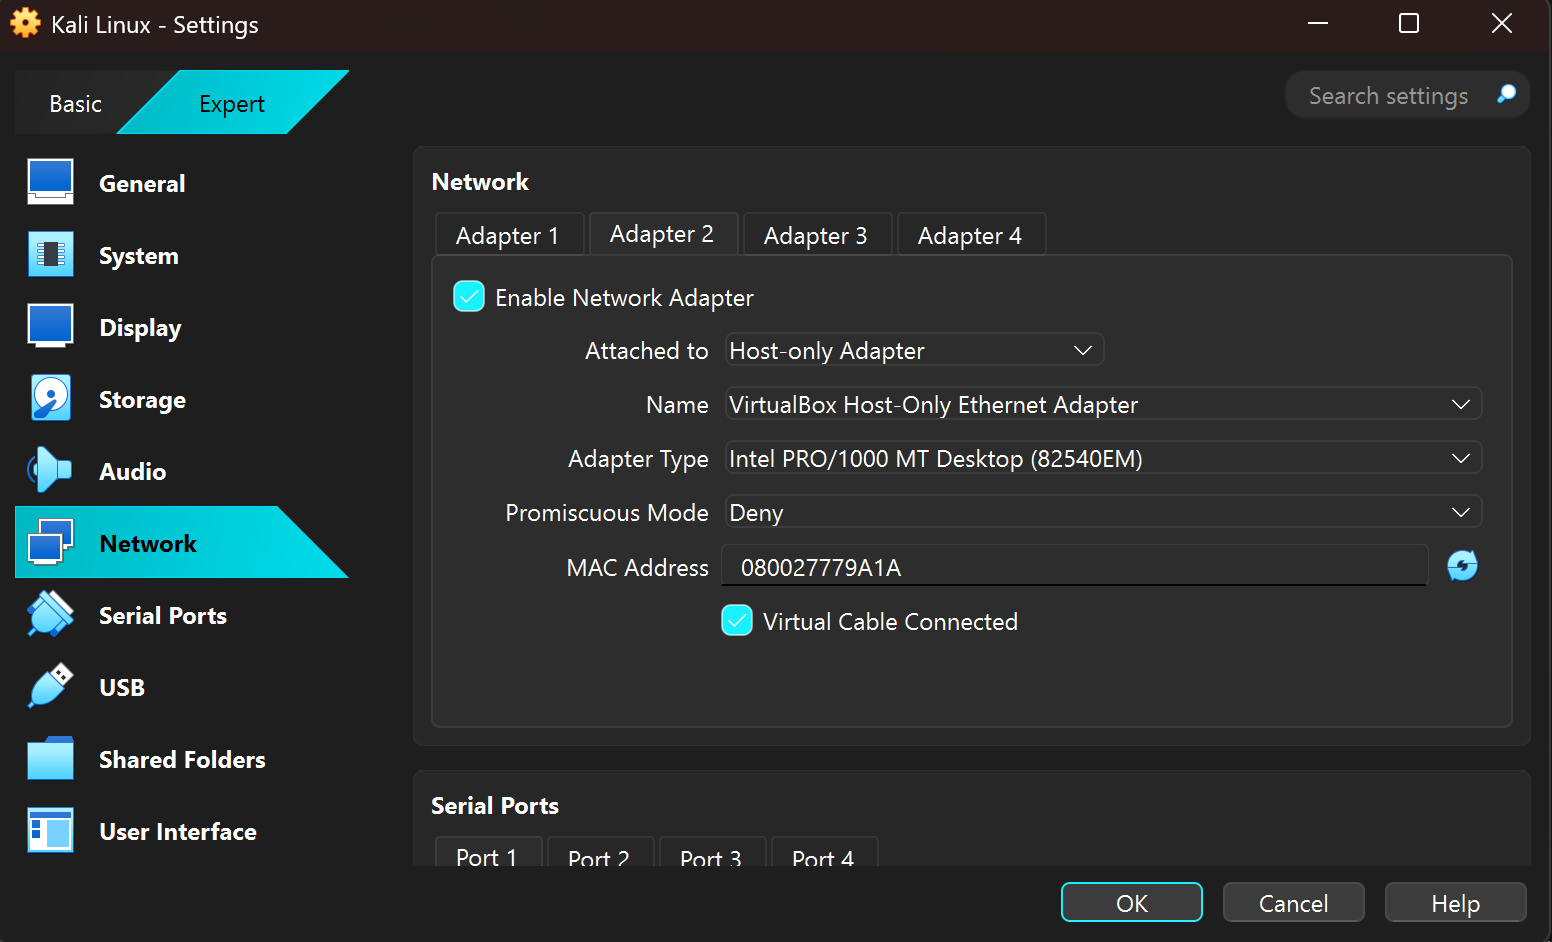 Kali Linux - Settings
Basic
Expert
Search settings
General
System
Display
Storage
Audio
Network
Serial Ports
USB
Shared Folders
User Interface
Network
Adapter 1
Adapter 2
Adapter 3
Adapter 4
Enable Network Adapter
Attached to Host-only Adapter
Name VirtualBox Host-Only Ethernet Adapter
Adapter Type Intel PRO/1000 MT Desktop (82540EM)
Promiscuous Mode Deny
MAC Address 080027779A1A
Virtual Cable Connected
Serial Ports
Port 1
Port 2
Port 3
Port 4
OK
Cancel
Help